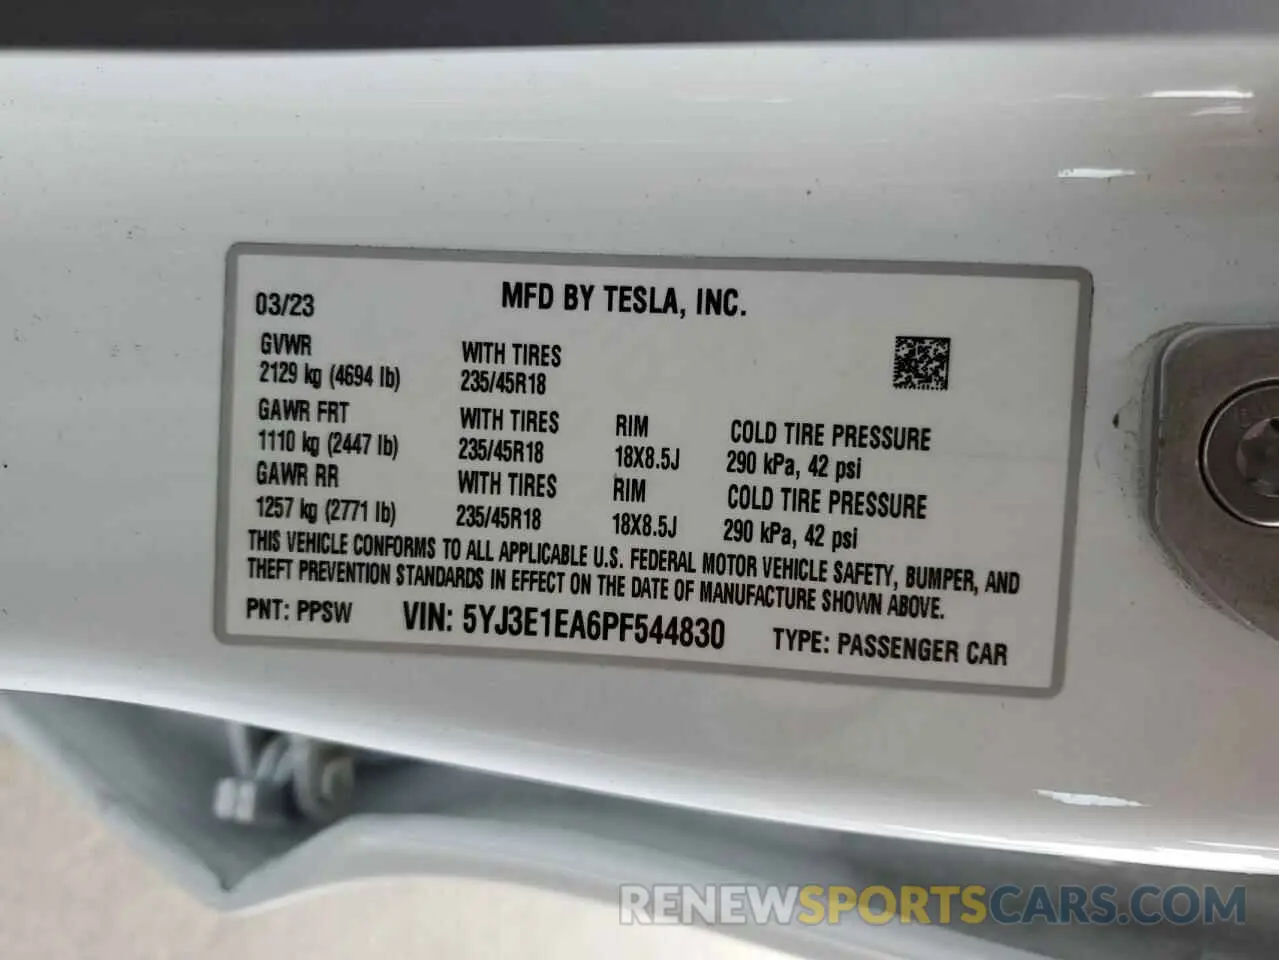 03/23 MFD BY TESLA, INC.
GVWR WITH TIRES
2129 kg (4694 lb) 235/45R18
GAWR FRT WITH TIRES RIM COLD TIRE PRESSURE
1110 kg (2447 lb) 235/45R18 18X8.5J 290 kPa, 42 psi
GAWR RR WITH TIRES RIM COLD TIRE PRESSURE
1257 kg (2771 lb) 235/45R18 18X8.5J 290 kPa, 42 psi
THIS VEHICLE CONFORMS TO ALL APPLICABLE U.S. FEDERAL MOTOR VEHICLE SAFETY, BUMPER, AND
THEFT PREVENTION STANDARDS IN EFFECT ON THE DATE OF MANUFACTURE SHOWN ABOVE.
PNT: PPSW VIN: 5YJ3E1EA6PF544830 TYPE: PASSENGER CAR
RENEWSPORTSCARS.COM